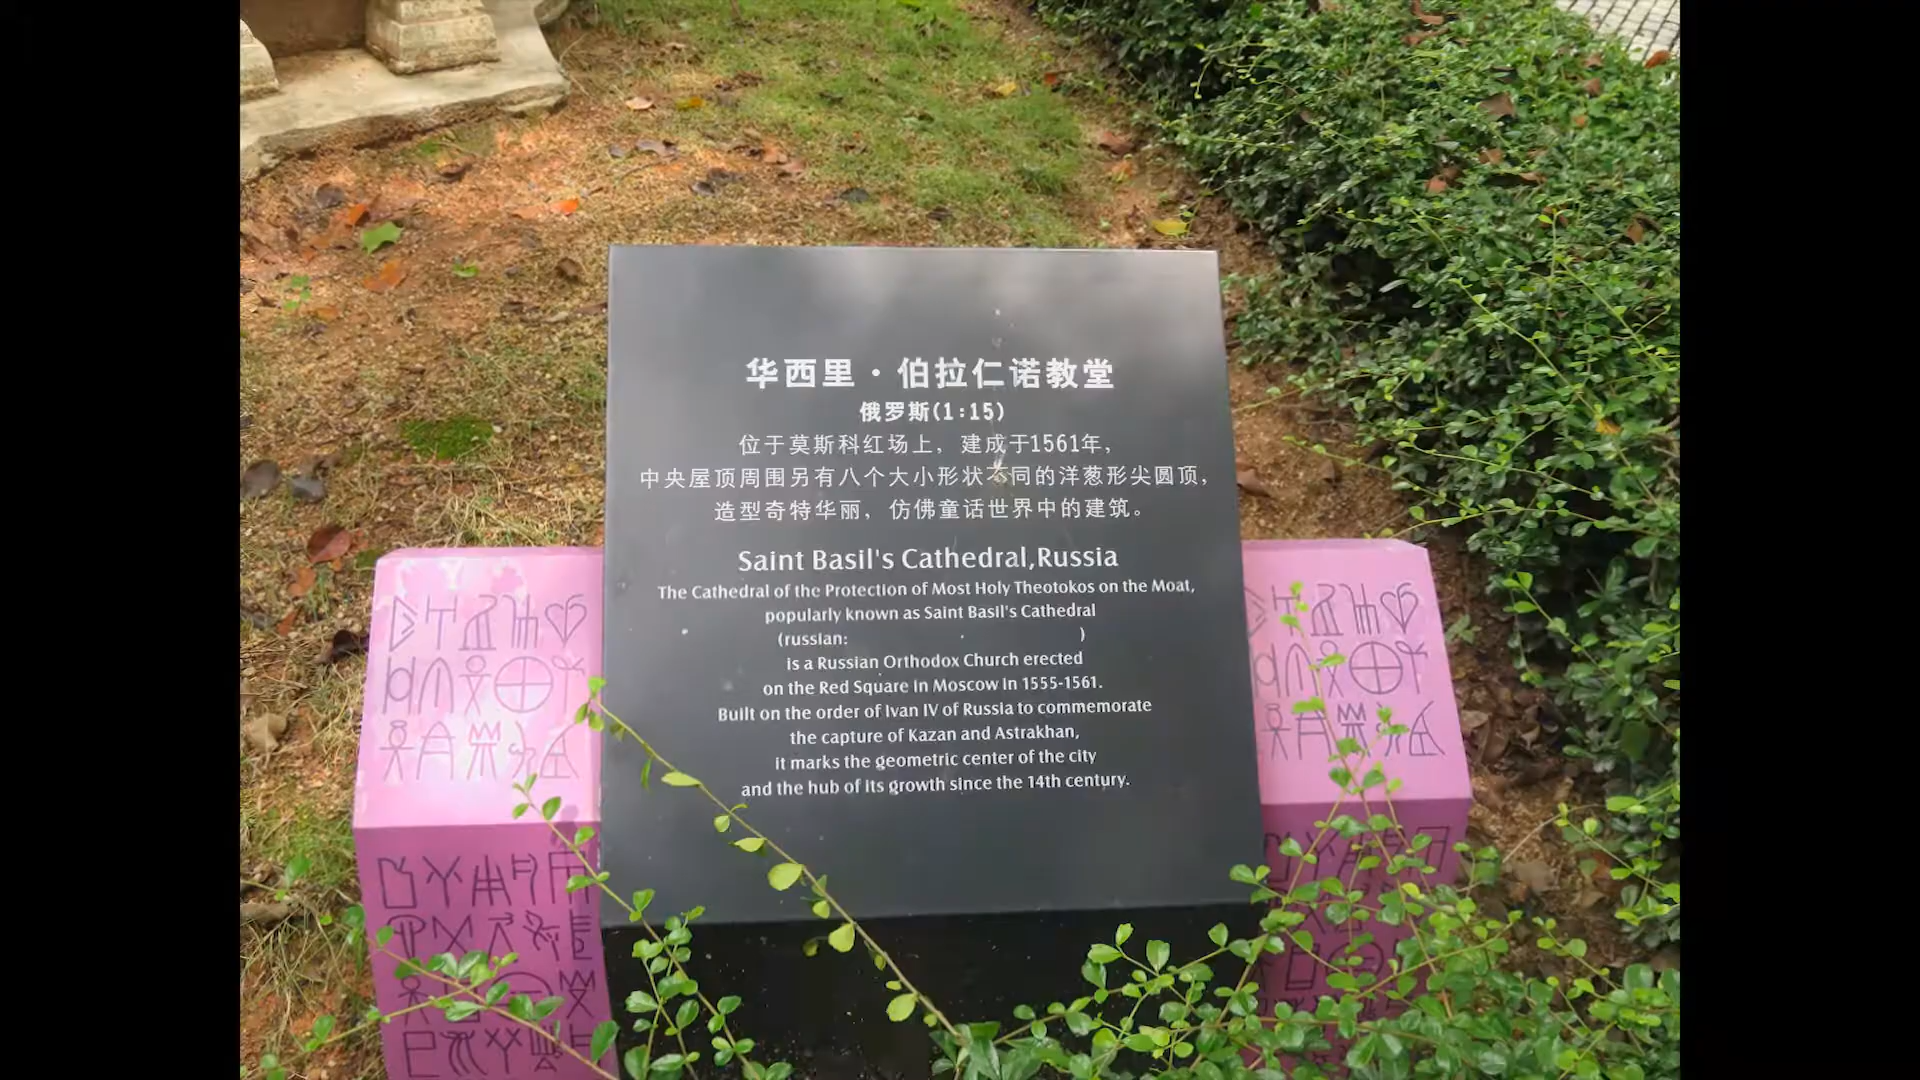 华西里·伯拉仁诺教堂
俄罗斯(1:15)
位于莫斯科红场上，建成于1561年，
中央屋顶周围另有八个大小形状不同的洋葱形尖圆顶，
造型奇特华丽，仿佛童话世界中的建筑。
Saint Basil's Cathedral,Russia
The Cathedral of the Protection of Most Holy Theotokos on the Moat,
popularly known as Saint Basil's Cathedral
(russian: )
is a Russian Orthodox Church erected
on the Red Square in Moscow in 1555-1561.
Built on the order of Ivan IV of Russia to commemorate
the capture of Kazan and Astrakhan,
it marks the geometric center of the city
and the hub of its growth since the 14th century.